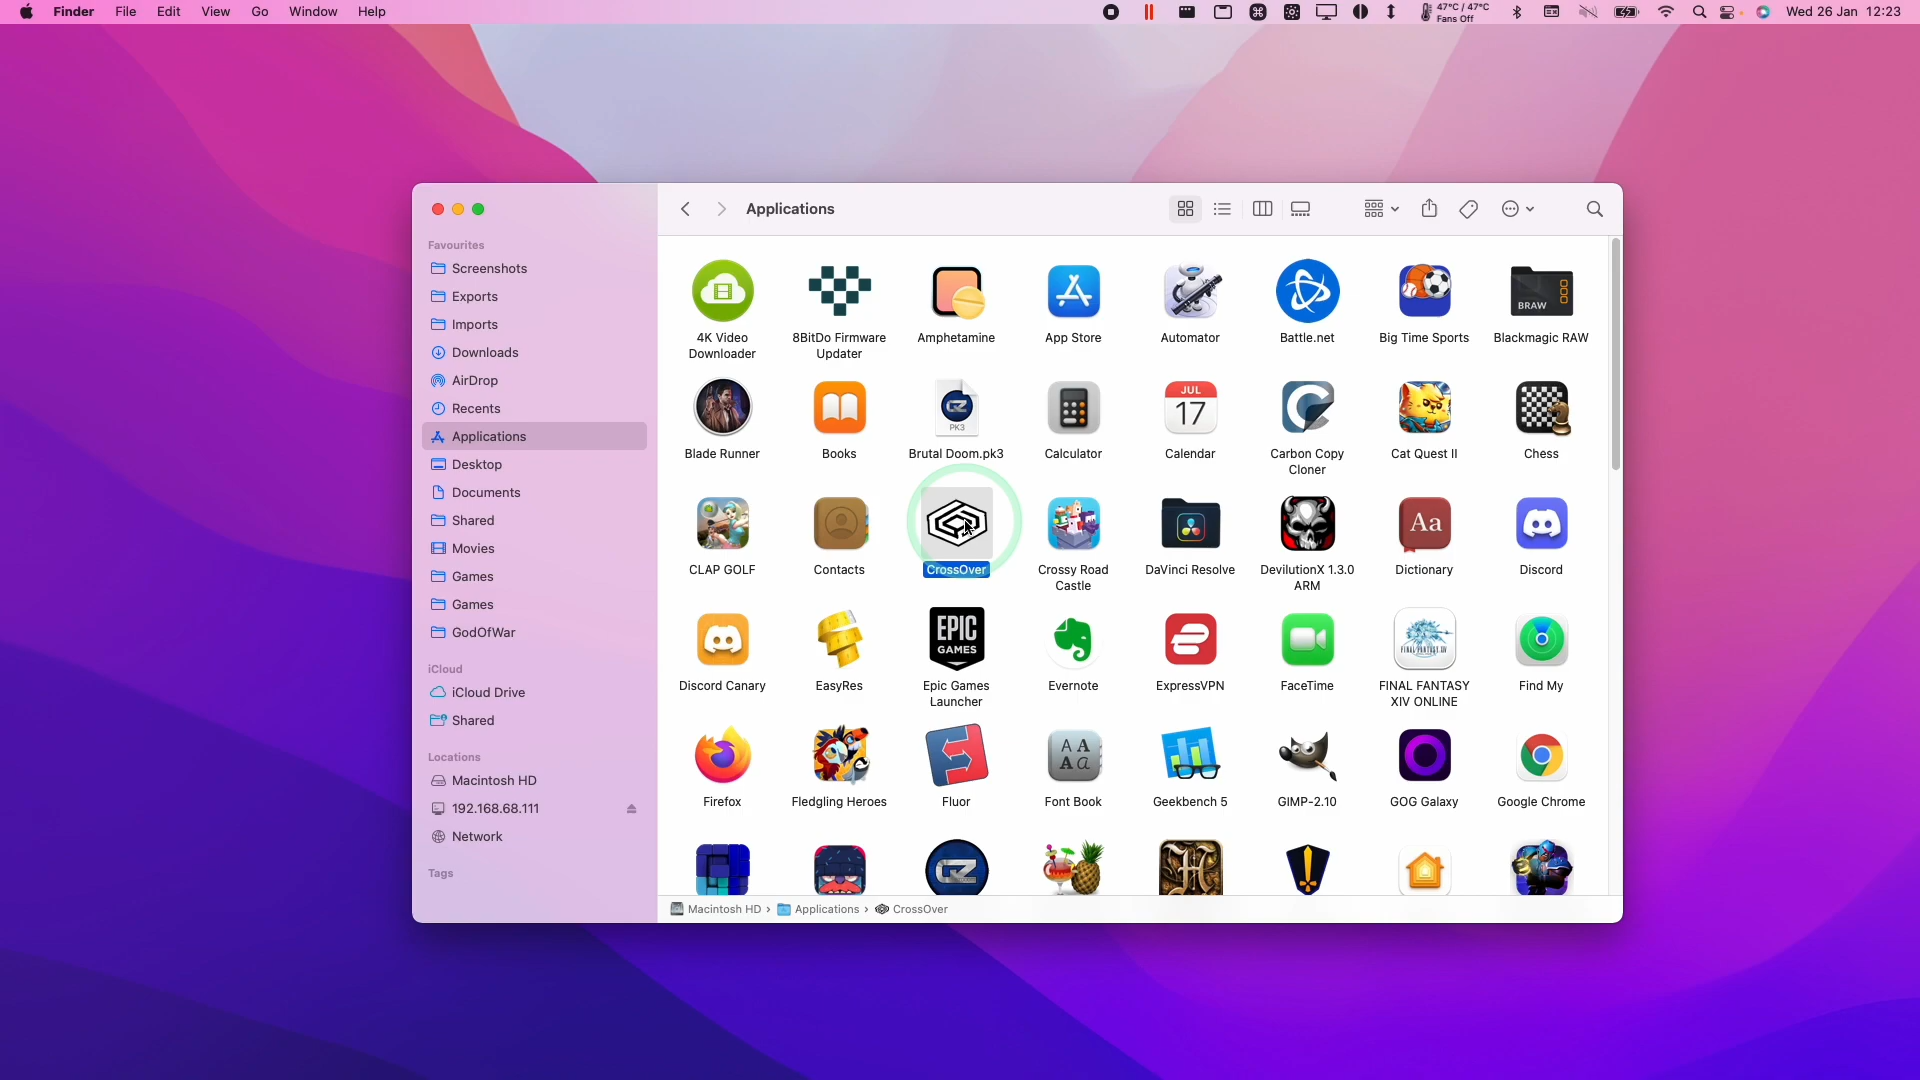 Finder File Edit View Go Window Help
47°C / 47°C
Fans Off
Wed 26 Jan 12:23
Applications
Favourites
Screenshots
Exports
Imports
Downloads
AirDrop
Recents
Applications
Desktop
Documents
Shared
Movies
Games
Games
GodOfWar
iCloud
iCloud Drive
Shared
Locations
Macintosh HD
192.168.68.111
Network
Tags
BRAW
4K Video Downloader
8BitDo Firmware Updater
Amphetamine
App Store
Automator
Battle.net
Big Time Sports
Blackmagic RAW
PK3
JUL
17
Blade Runner
Books
Brutal Doom.pk3
Calculator
Calendar
Carbon Copy Cloner
Cat Quest II
Chess
Aa
CLAP GOLF
Contacts
CrossOver
Crossy Road Castle
DaVinci Resolve
DevilutionX 1.3.0 ARM
Dictionary
Discord
EPIC
GAMES
FINAL FANTASY XIV
Discord Canary
EasyRes
Epic Games Launcher
Evernote
ExpressVPN
FaceTime
FINAL FANTASY XIV ONLINE
Find My
A A
A a
Firefox
Fledgling Heroes
Fluor
Font Book
Geekbench 5
GIMP-2.10
GOG Galaxy
Google Chrome
H
Macintosh HD › Applications › CrossOver